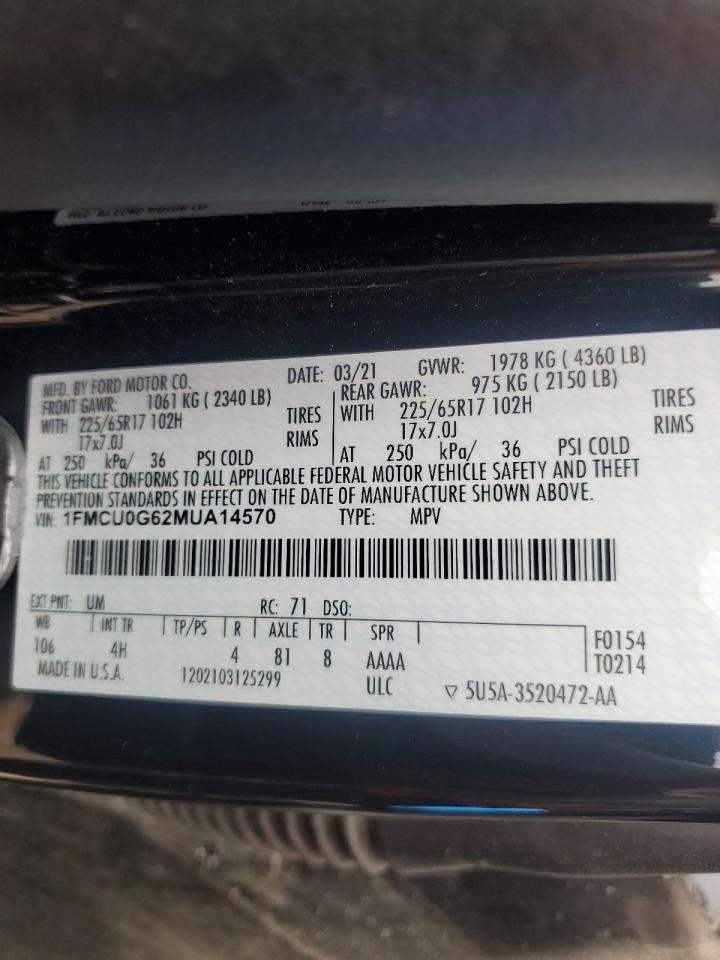 MFD. BY FORD MOTOR CO.
MFD. BY FORD MOTOR CO. DATE: 03/21 GVWR: 1978 KG ( 4360 LB)
FRONT GAWR: 1061 KG ( 2340 LB) REAR GAWR: 975 KG ( 2150 LB)
WITH 225/65R17 102H TIRES WITH 225/65R17 102H TIRES
17x7.0J RIMS 17x7.0J RIMS
AT 250 kPa/ 36 PSI COLD AT 250 kPa/ 36 PSI COLD
THIS VEHICLE CONFORMS TO ALL APPLICABLE FEDERAL MOTOR VEHICLE SAFETY AND THEFT
PREVENTION STANDARDS IN EFFECT ON THE DATE OF MANUFACTURE SHOWN ABOVE.
VIN: 1FMCU0G62MUA14570 TYPE: MPV
EXT PNT: UM RC: 71 DSO:
WB INT TR TP/PS R AXLE TR SPR F0154
106 4H 4 81 8 AAAA T0214
MADE IN U.S.A. 1202103125299 ULC ▽ 5U5A-3520472-AA